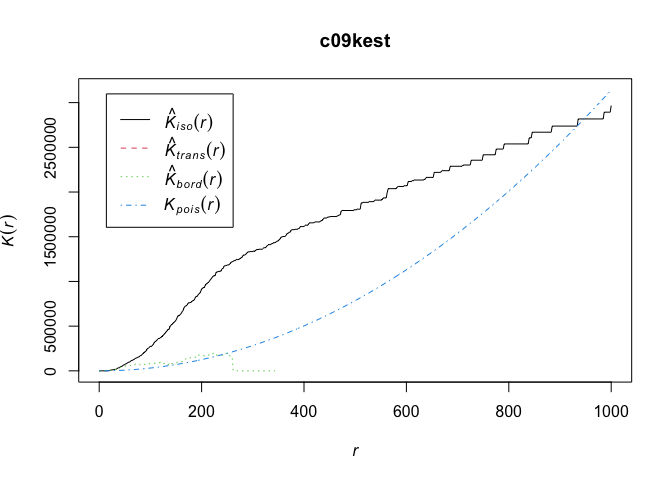 c09kest
K̂iso(r)
K̂trans(r)
K̂bord(r)
Kpois(r)
K(r)
0 500000 1500000 2500000
0 200 400 600 800 1000
r